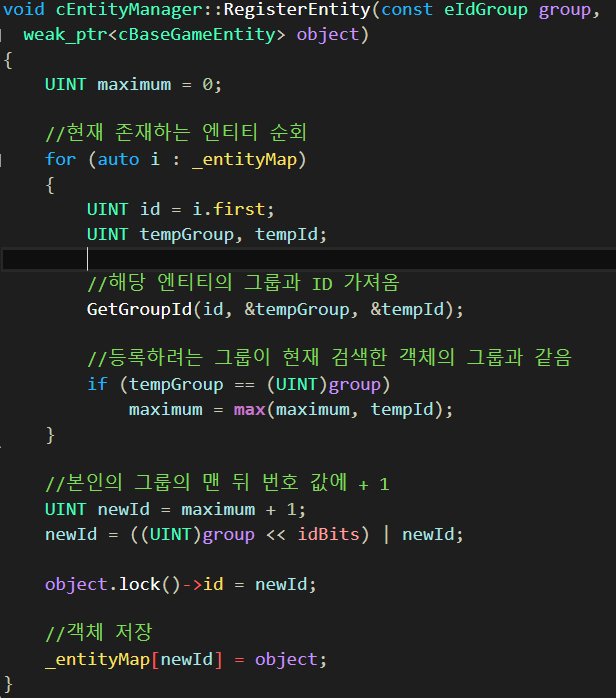 void cEntityManager::RegisterEntity(const eIdGroup group,
weak_ptr<cBaseGameEntity> object)
{
UINT maximum = 0;
//현재 존재하는 엔티티 순회
for (auto i : _entityMap)
{
UINT id = i.first;
UINT tempGroup, tempId;
//해당 엔티티의 그룹과 ID 가져옴
GetGroupId(id, &tempGroup, &tempId);
//등록하려는 그룹이 현재 검색한 객체의 그룹과 같음
if (tempGroup == (UINT)group)
maximum = max(maximum, tempId);
}
//본인의 그룹의 맨 뒤 번호 값에 + 1
UINT newId = maximum + 1;
newId = ((UINT)group << idBits) | newId;
object.lock()->id = newId;
//객체 저장
_entityMap[newId] = object;
}